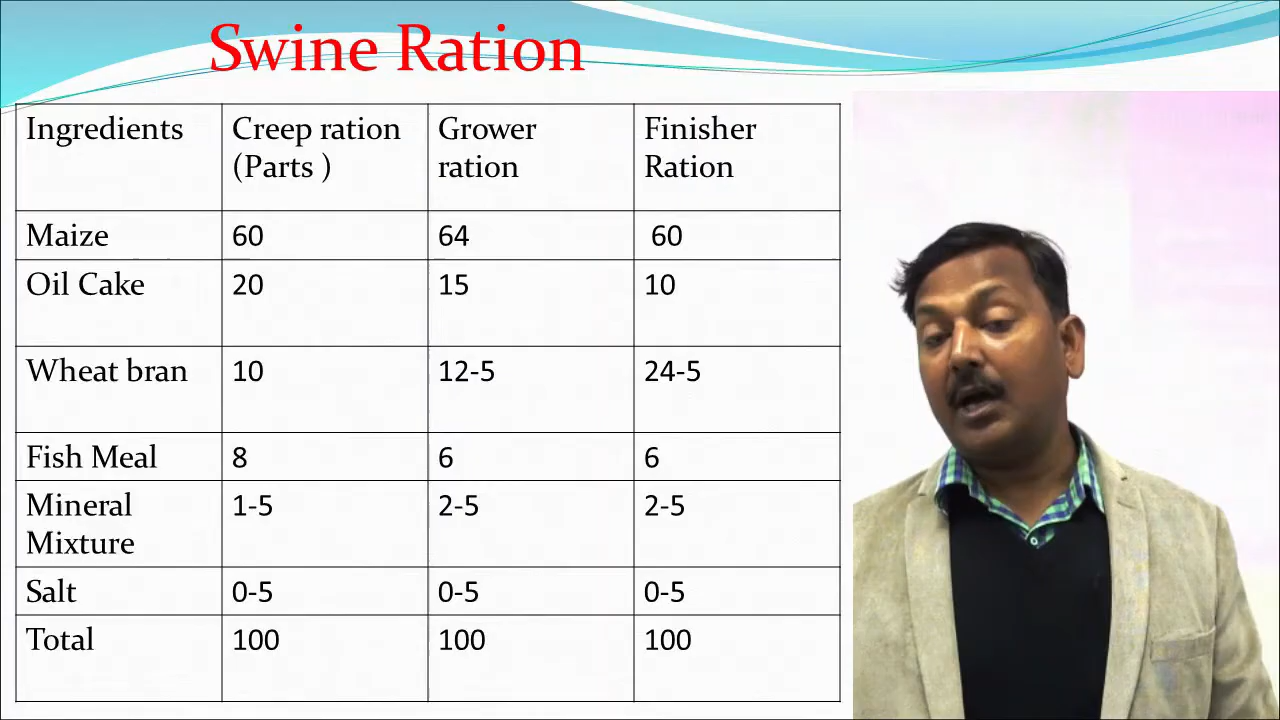 Swine Ration
Ingredients Creep ration (Parts ) Grower ration Finisher Ration
Maize 60 64 60
Oil Cake 20 15 10
Wheat bran 10 12-5 24-5
Fish Meal 8 6 6
Mineral Mixture 1-5 2-5 2-5
Salt 0-5 0-5 0-5
Total 100 100 100